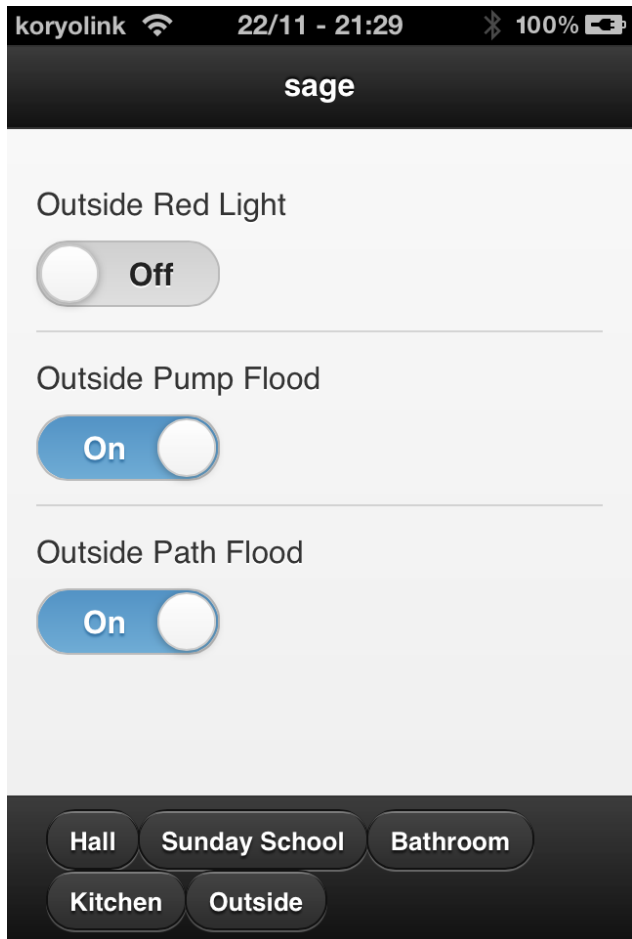 koryolink 22/11 - 21:29 100%
sage
Outside Red Light
Off
Outside Pump Flood
On
Outside Path Flood
On
Hall Sunday School Bathroom
Kitchen Outside